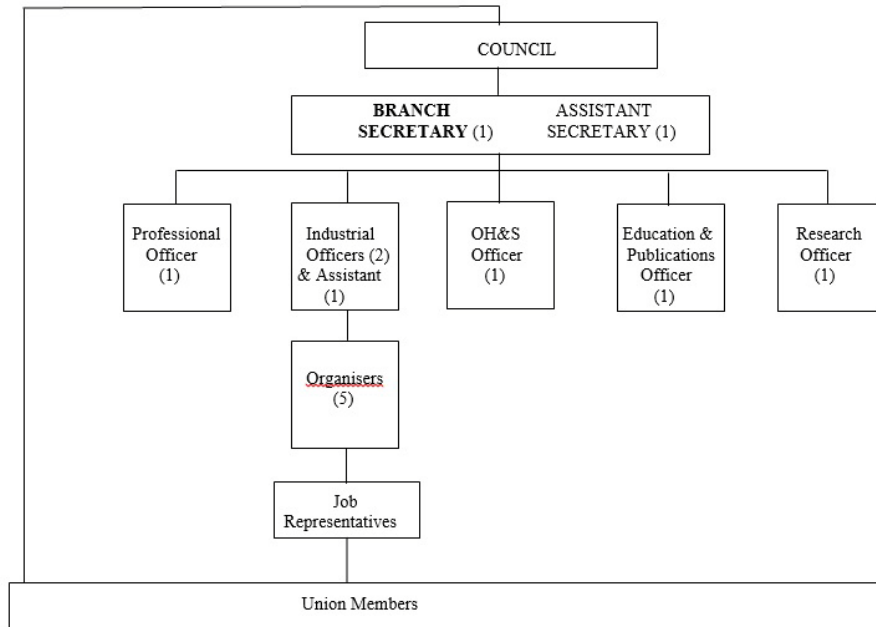 COUNCIL
BRANCH SECRETARY (1)
ASSISTANT SECRETARY (1)
Professional
Officer
(1)
Industrial
Officers (2)
& Assistant
(1)
OH&S
Officer
(1)
Education &
Publications
Officer
(1)
Research
Officer
(1)
Organisers
(5)
Job
Representatives
Union Members